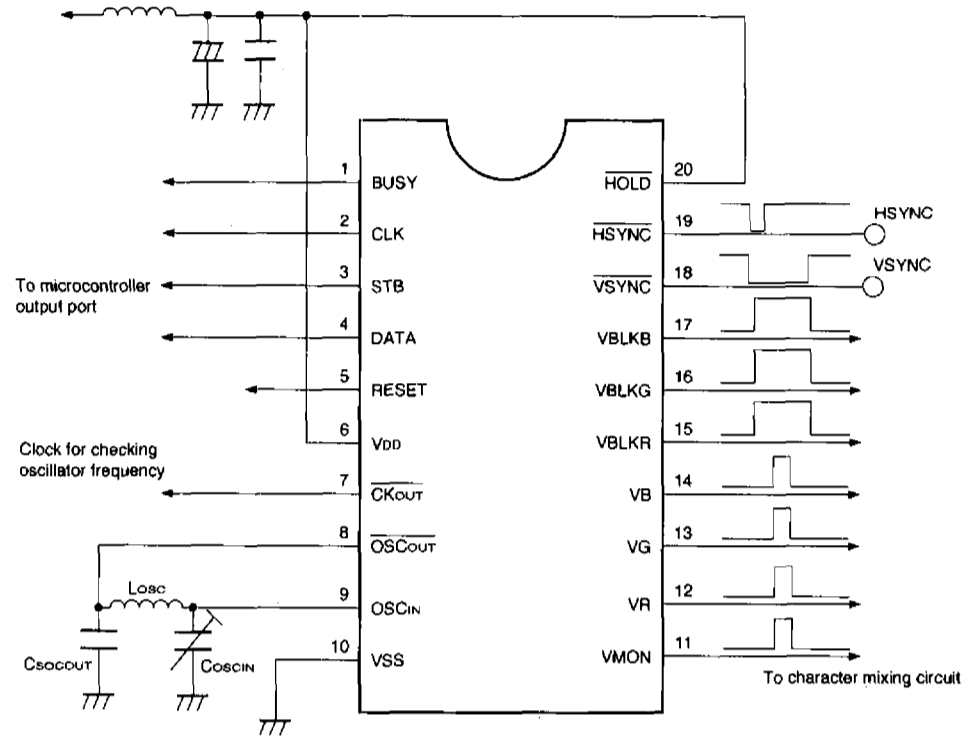 1 BUSY
2 CLK
3 STB
4 DATA
5 RESET
6 VDD
7 CKOUT
8 OSCOUT
9 OSCIN
10 VSS
To microcontroller
output port
Clock for checking
oscillator frequency
LOSC
CSOCOUT
COSCIN
HOLD 20
HSYNC 19
HSYNC
VSYNC 18
VSYNC
VBLKB 17
VBLKG 16
VBLKR 15
VB 14
VG 13
VR 12
VMON 11
To character mixing circuit